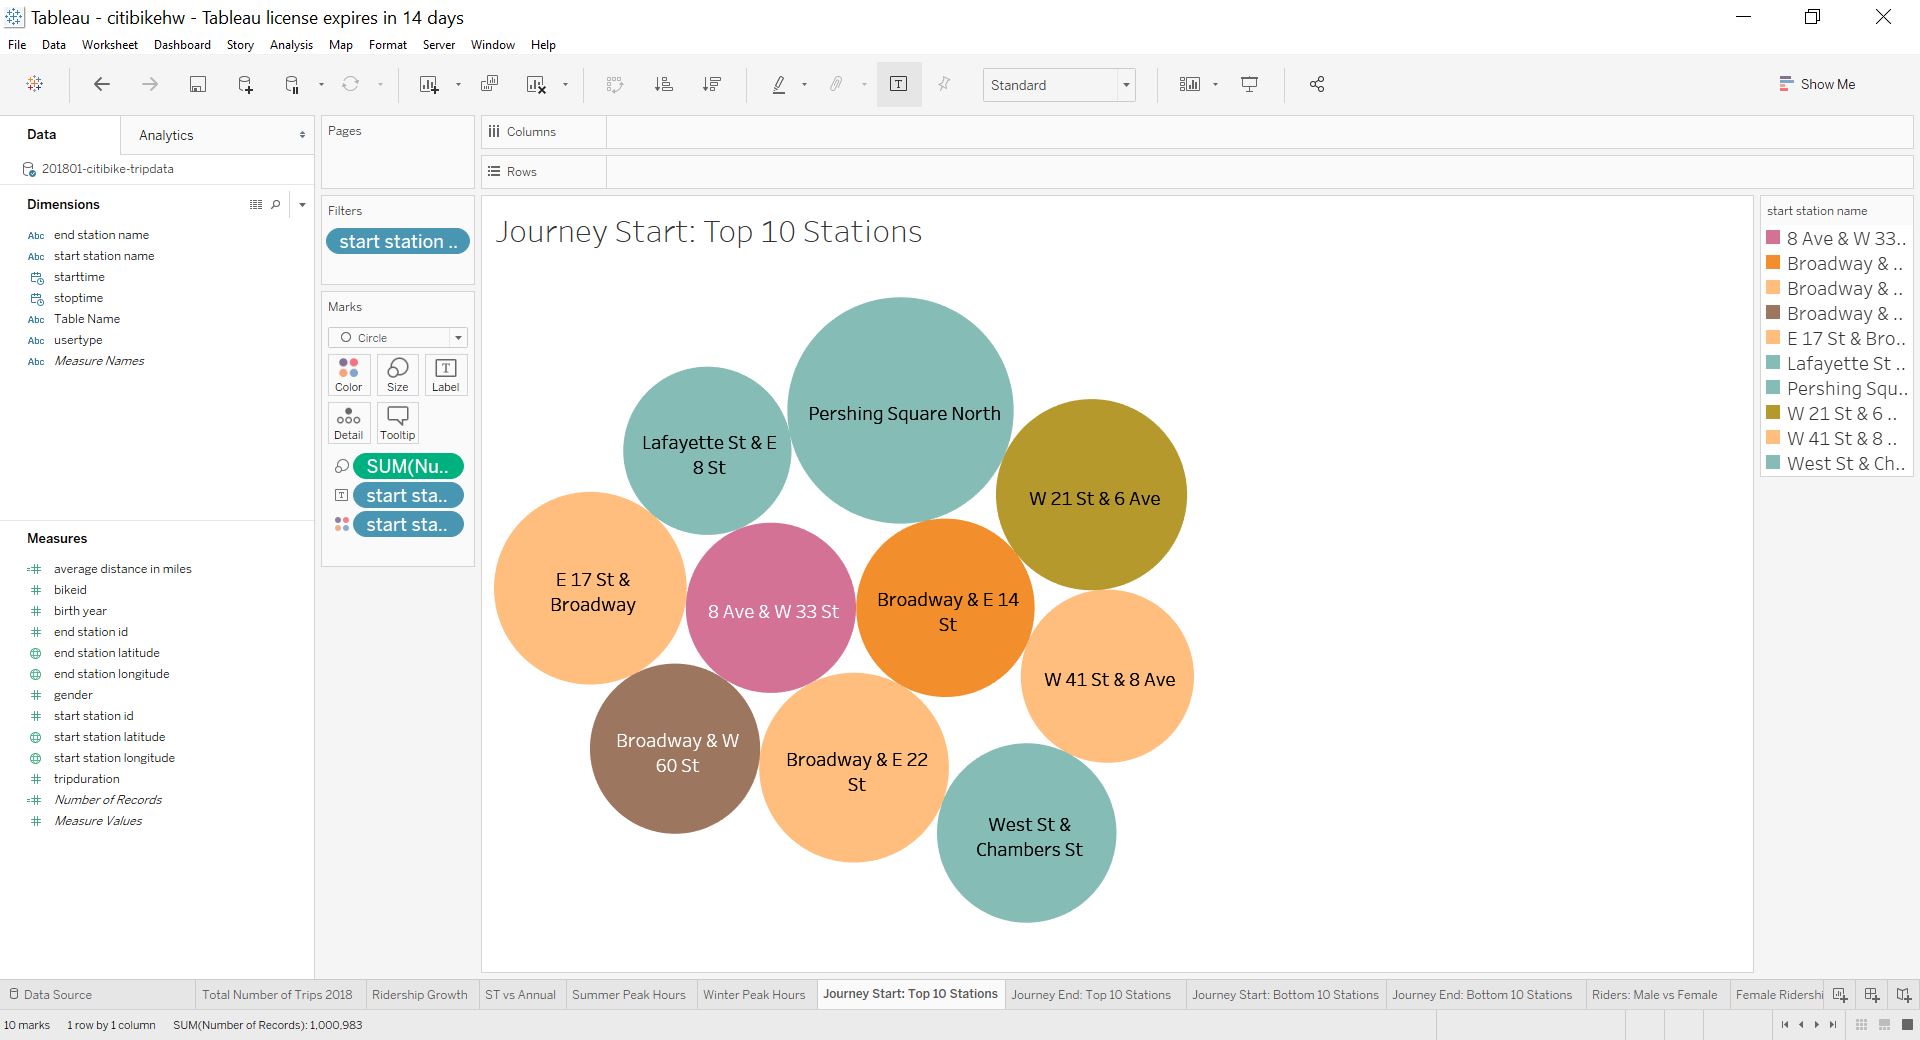 Tableau - citibikehw - Tableau license expires in 14 days
File Data Worksheet Dashboard Story Analysis Map Format Server Window Help
Standard
Show Me
Data
Analytics
201801-citibike-tripdata
Dimensions
Abc end station name
Abc start station name
starttime
stoptime
Abc Table Name
Abc usertype
Abc Measure Names
Measures
average distance in miles
bikeid
birth year
end station id
end station latitude
end station longitude
gender
start station id
start station latitude
start station longitude
tripduration
Number of Records
Measure Values
Pages
Filters
start station ..
Marks
Circle
Color Size Label
Detail Tooltip
SUM(Nu..
start sta..
start sta..
Columns
Rows
Journey Start: Top 10 Stations
Pershing Square North
Lafayette St & E
8 St
W 21 St & 6 Ave
E 17 St &
Broadway
8 Ave & W 33 St
Broadway & E 14
St
W 41 St & 8 Ave
Broadway & W
60 St
Broadway & E 22
St
West St &
Chambers St
start station name
8 Ave & W 33..
Broadway & ..
Broadway & ..
Broadway & ..
E 17 St & Bro..
Lafayette St ..
Pershing Squ..
W 21 St & 6 ..
W 41 St & 8 ..
West St & Ch..
Data Source Total Number of Trips 2018 Ridership Growth ST vs Annual Summer Peak Hours Winter Peak Hours Journey Start: Top 10 Stations Journey End: Top 10 Stations Journey Start: Bottom 10 Stations Journey End: Bottom 10 Stations Riders: Male vs Female Female Ridershi
10 marks 1 row by 1 column SUM(Number of Records): 1,000,983